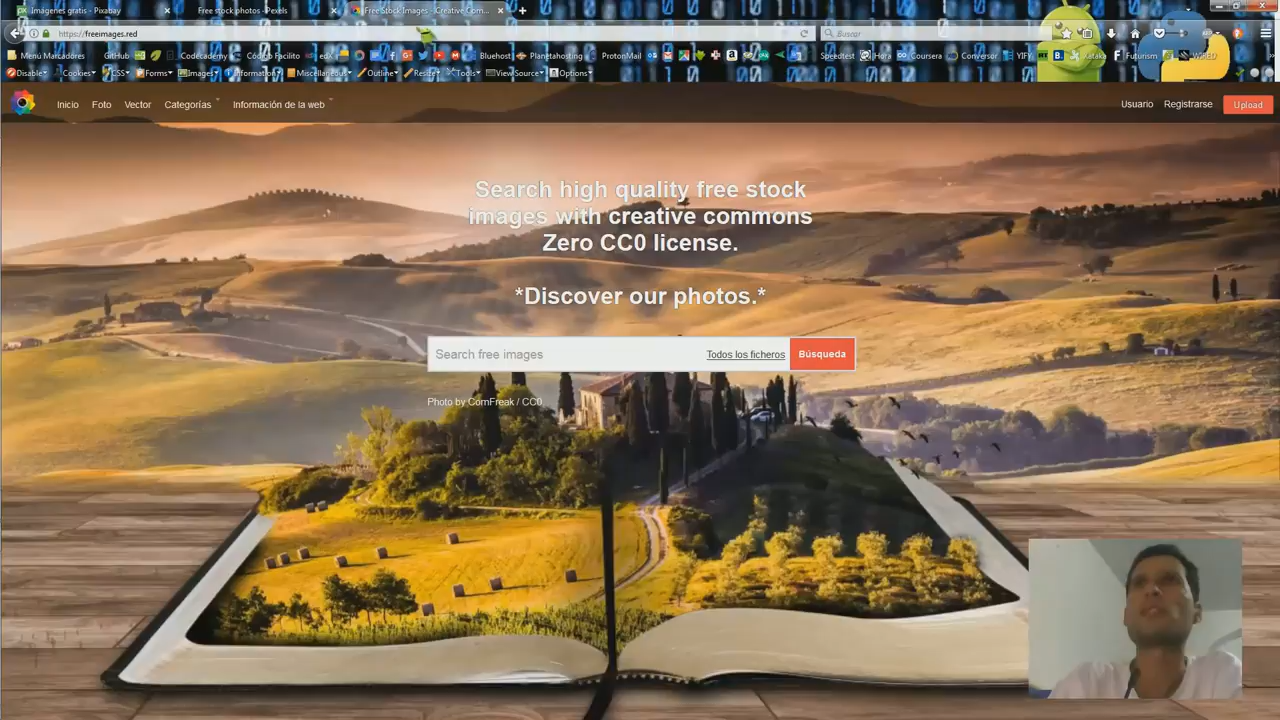 Imágenes gratis - Pixabay
Free stock photos · Pexels
Free Stock Images - Creative Com...
https://freeimages.red
Buscar
Menú Marcadores
GitHub
Codecademy
Código Facilito
edX
Bluehost
Planetahosting
ProtonMail
Speedtest
Hora
Coursera
Conversor
YIFY
Futurism
Xataka
WIRED
Disable
Cookies
CSS
Forms
Images
Information
Miscellaneous
Outline
Resize
Tools
View Source
Options
Inicio
Foto
Vector
Categorías
Información de la web
Usuario
Registrarse
Upload
Search high quality free stock
images with creative commons
Zero CC0 license.
*Discover our photos.*
Search free images
Todos los ficheros
Búsqueda
Photo by ComFreak / CC0